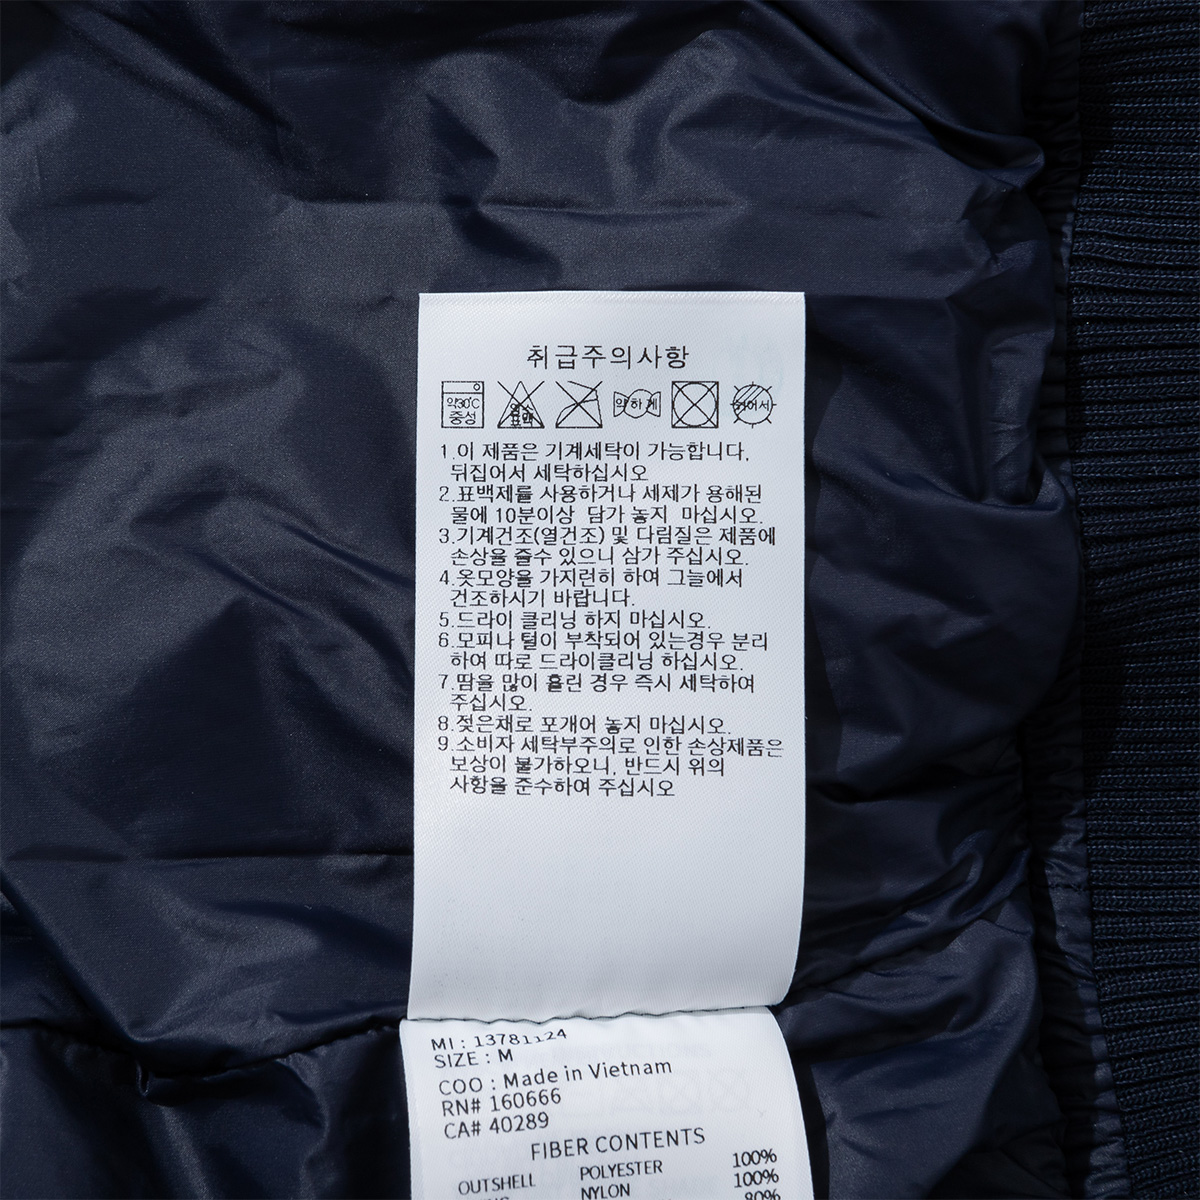 취급주의사항
약30℃
중성
염소
표백
약하게
뉘어서
1.이 제품은 기계세탁이 가능합니다,
뒤집어서 세탁하십시오
2.표백제를 사용하거나 세제가 용해된
물에 10분이상 담가 놓지 마십시오.
3.기계건조(열건조) 및 다림질은 제품에
손상을 줄수 있으니 삼가 주십시오.
4.옷모양을 가지런히 하여 그늘에서
건조하시기 바랍니다.
5.드라이 클리닝 하지 마십시오.
6.모피나 털이 부착되어 있는경우 분리
하여 따로 드라이클리닝 하십시오.
7.땀을 많이 흘린 경우 즉시 세탁하여
주십시오.
8.젖은채로 포개어 놓지 마십시오.
9.소비자 세탁부주의로 인한 손상제품은
보상이 불가하오니, 반드시 위의
사항을 준수하여 주십시오
MI : 13781124
SIZE : M
COO : Made in Vietnam
RN# 160666
CA# 40289
FIBER CONTENTS
OUTSHELL POLYESTER 100%
NYLON 100%
80%